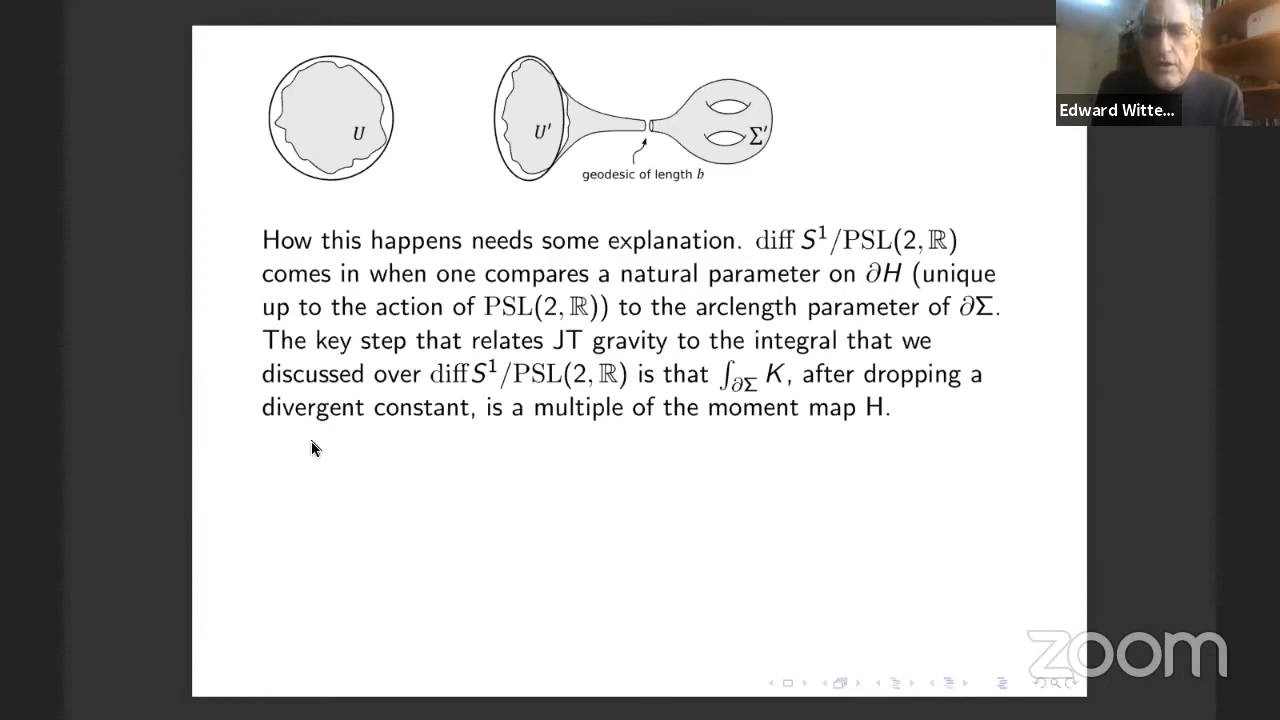 Edward Witte...
U
U′
Σ′
geodesic of length b
How this happens needs some explanation. diff S¹/PSL(2, ℝ)
comes in when one compares a natural parameter on ∂H (unique
up to the action of PSL(2, ℝ)) to the arclength parameter of ∂Σ.
The key step that relates JT gravity to the integral that we
discussed over diffS¹/PSL(2, ℝ) is that ∫_∂Σ K, after dropping a
divergent constant, is a multiple of the moment map H.
zoom